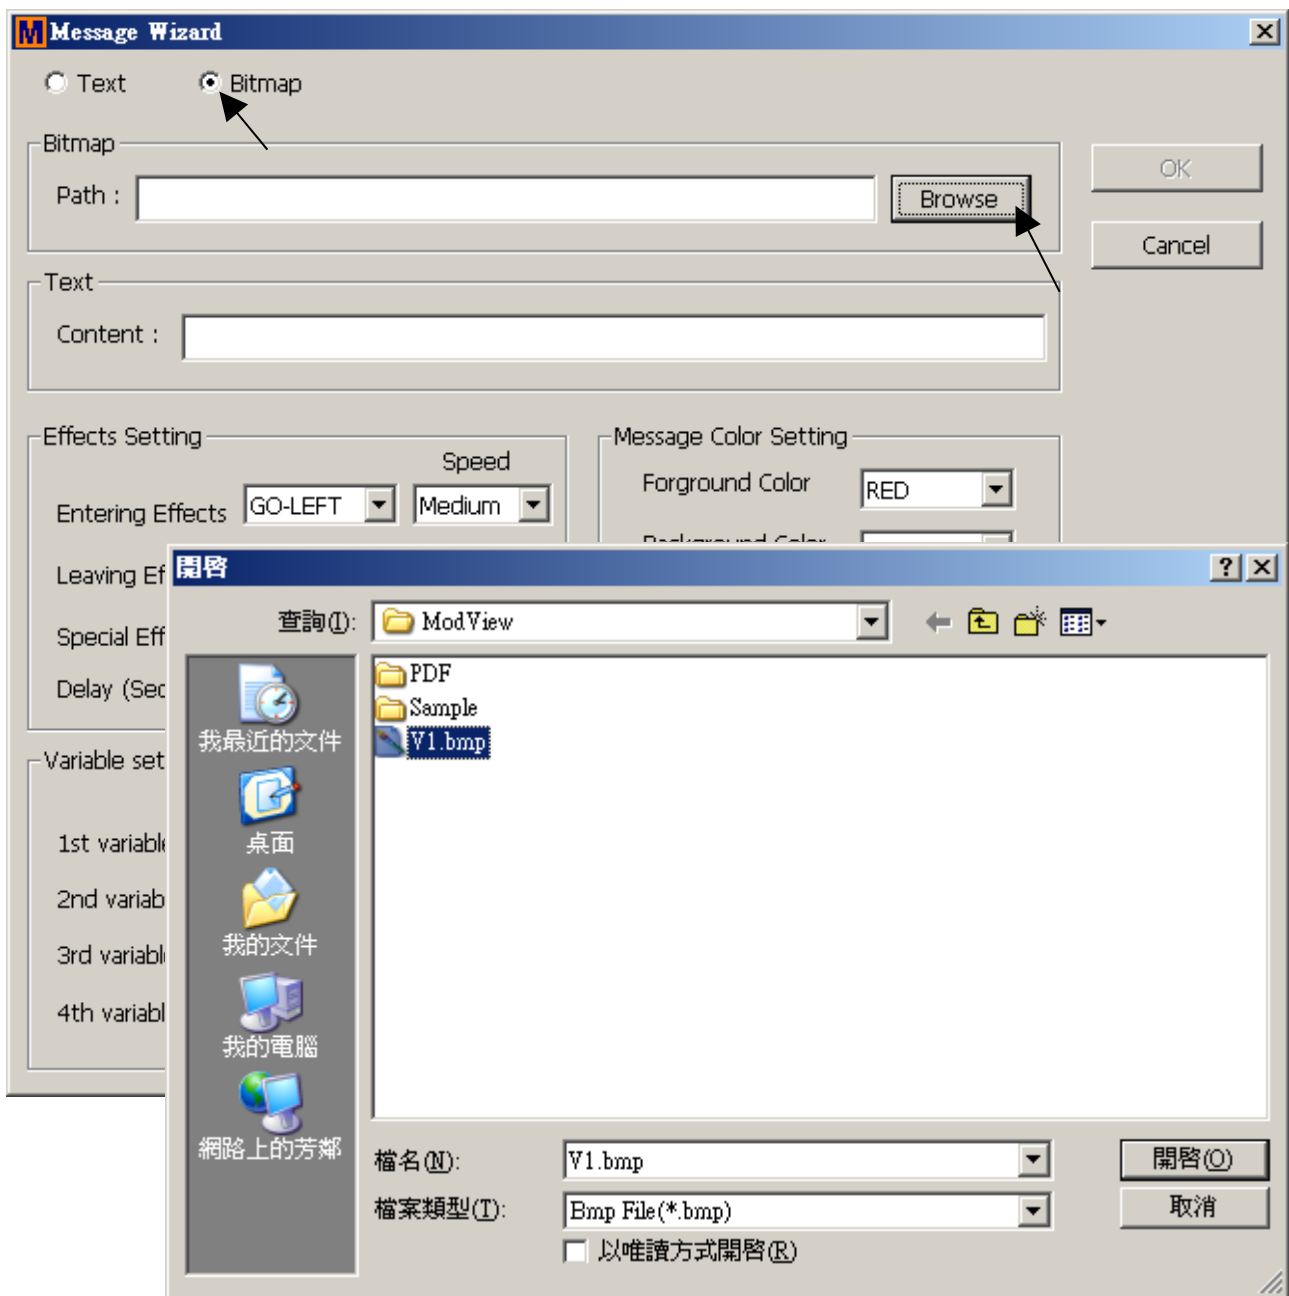 Message Wizard
Text Bitmap
Bitmap
Path : Browse
OK
Cancel
Text
Content :
Effects Setting
Speed
Entering Effects GO-LEFT Medium
Leaving Ef
Special Eff
Delay (Sec
Message Color Setting
Forground Color RED
Background Color
Variable set
1st variable
2nd variab
3rd variabl
4th variabl
開啓
查詢(I): ModView
PDF
Sample
V1.bmp
我最近的文件
桌面
我的文件
我的電腦
網路上的芳鄰
檔名(N): V1.bmp 開啓(O)
檔案類型(T): Bmp File(*.bmp) 取消
以唯讀方式開啓(R)